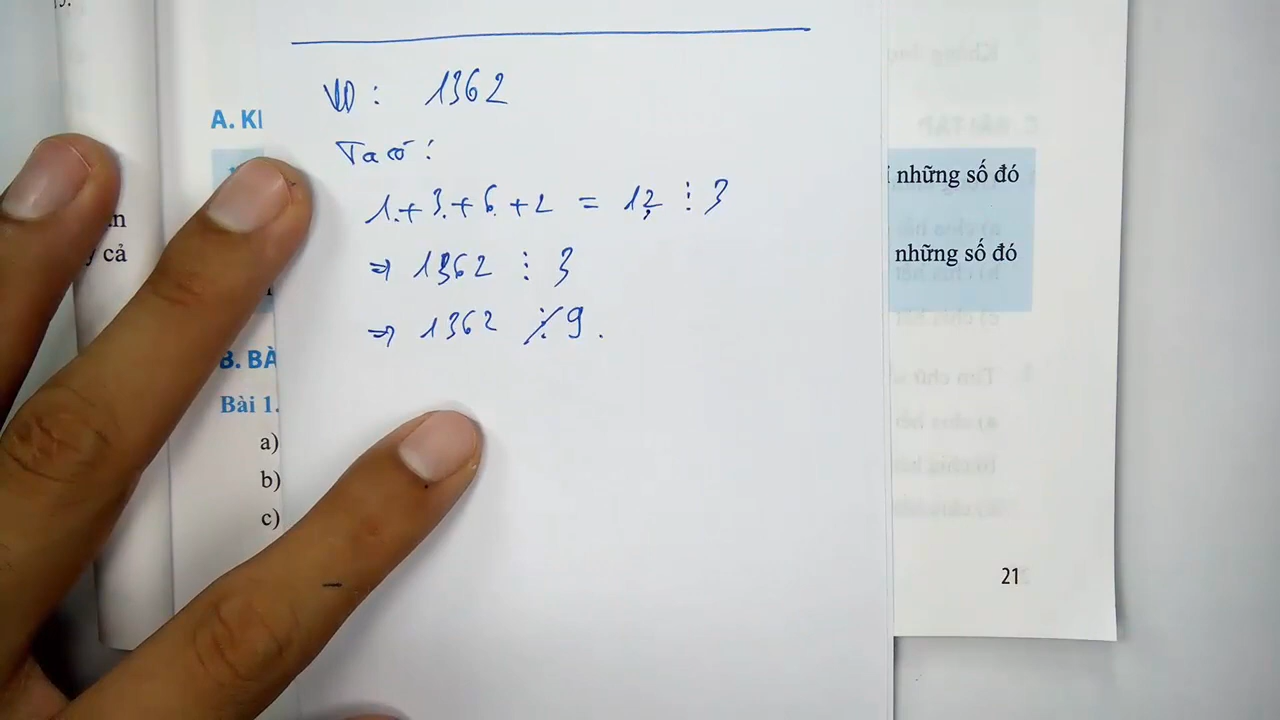 VD : 1362
Ta có :
1 + 3 + 6 + 2 = 12 ⋮ 3
⇒ 1362 ⋮ 3
⇒ 1362 ⋮̸ 9 .
A. KI
B. BÀ
Bài 1.
a)
b)
c)
y cả
những số đó
những số đó
21